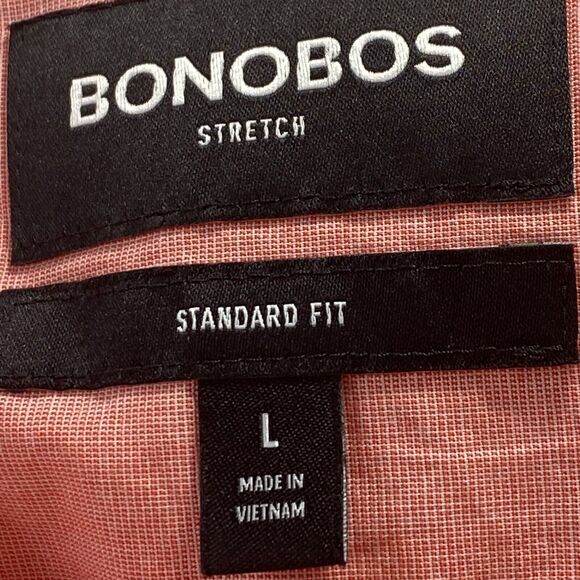 BONOBOS
STRETCH
STANDARD FIT
L
MADE IN
VIETNAM